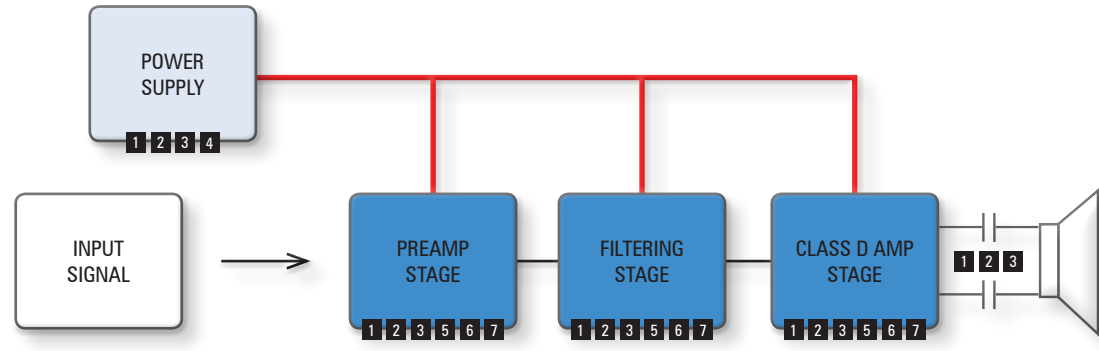 POWER
SUPPLY
1 2 3 4
INPUT
SIGNAL
PREAMP
STAGE
1 2 3 5 6 7
FILTERING
STAGE
1 2 3 5 6 7
CLASS D AMP
STAGE
1 2 3 5 6 7
1 2 3